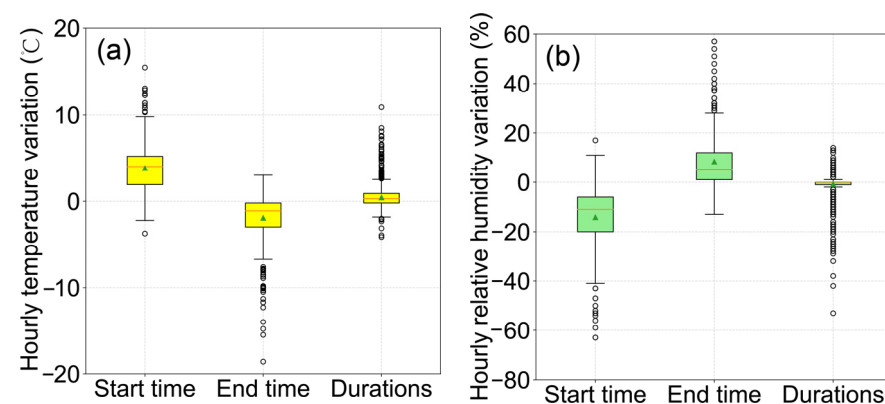 (a)
Hourly temperature variation (℃)
20
10
0
−10
−20
Start time
End time
Durations
(b)
Hourly relative humidity variation (%)
60
40
20
0
−20
−40
−60
−80
Start time
End time
Durations